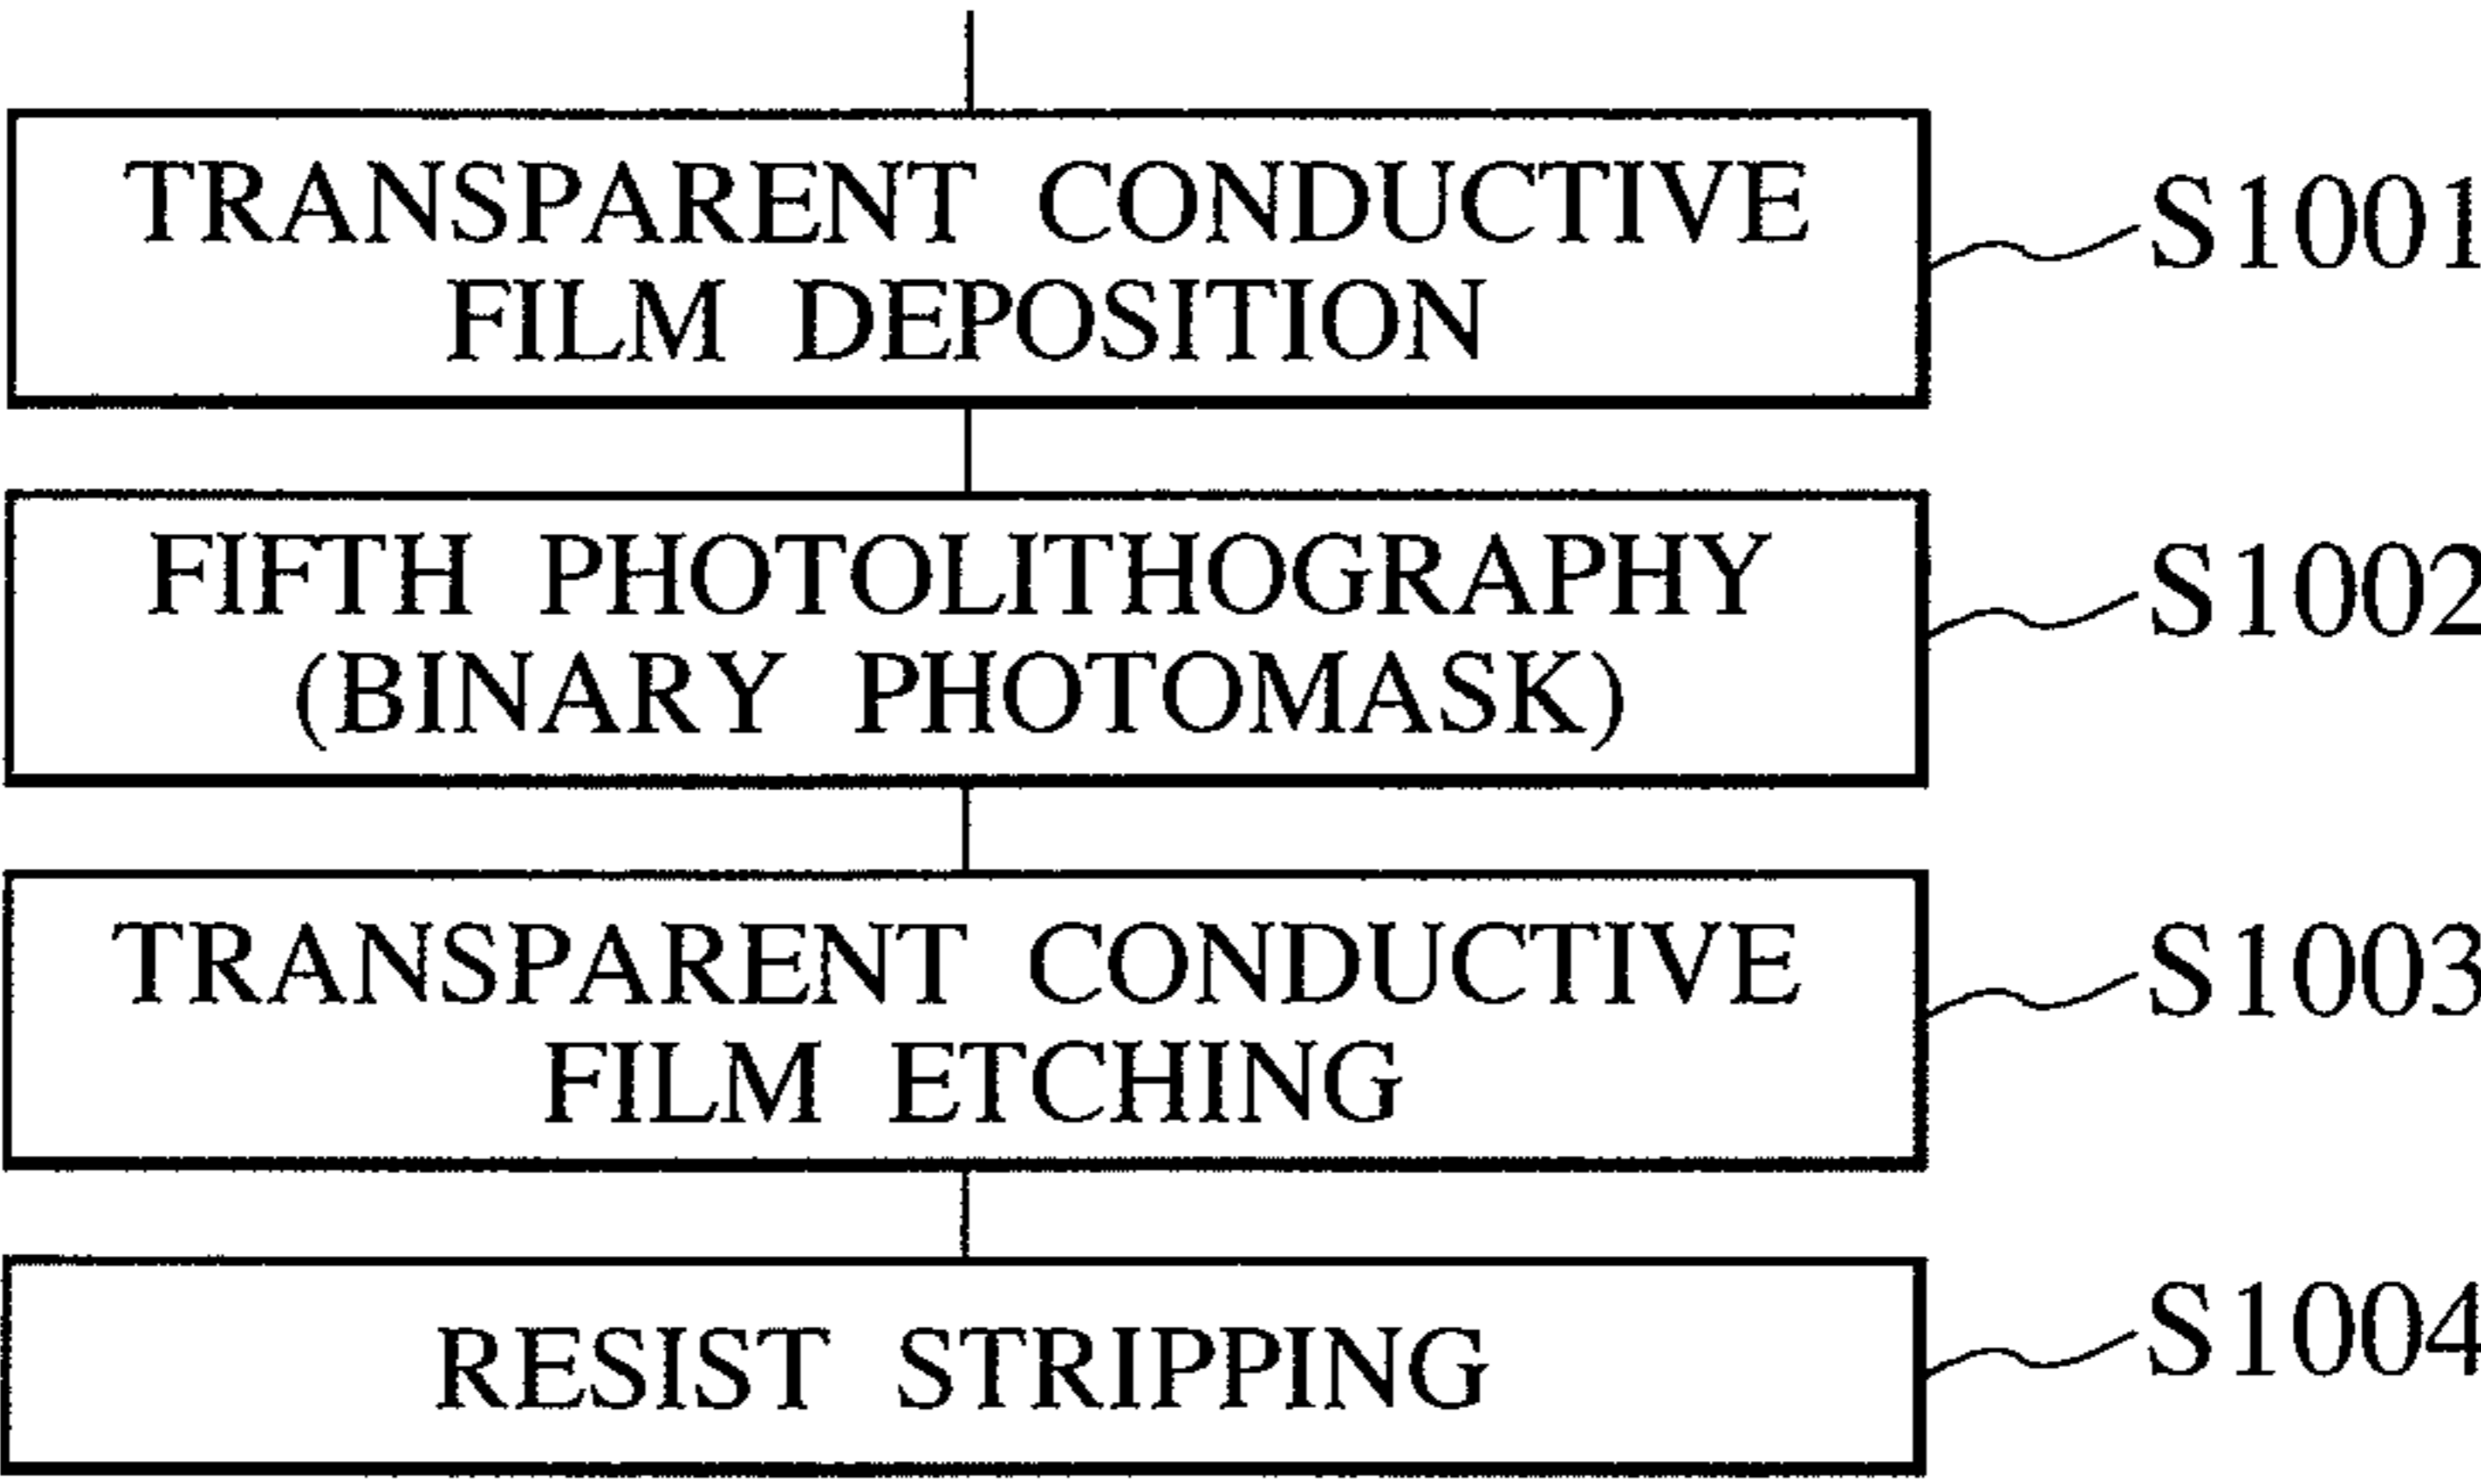 TRANSPARENT CONDUCTIVE
FILM DEPOSITION
S1001
FIFTH PHOTOLITHOGRAPHY
(BINARY PHOTOMASK)
S1002
TRANSPARENT CONDUCTIVE
FILM ETCHING
S1003
RESIST STRIPPING
S1004